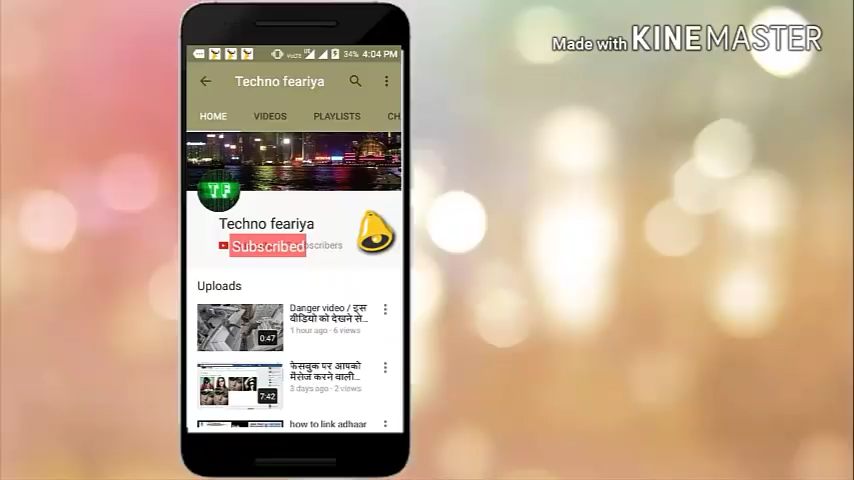 Made with KINEMASTER
VoLTE 34% 4:04 PM
Techno feariya
HOME VIDEOS PLAYLISTS CH
TF
Techno feariya
Subscribed scribers
Uploads
Danger video / इस
वीडियो को देखने से...
1 hour ago · 6 views
0:47
फेसबुक पर आपको
मैसेज करने वाली...
3 days ago · 2 views
7:42
how to link adhaar